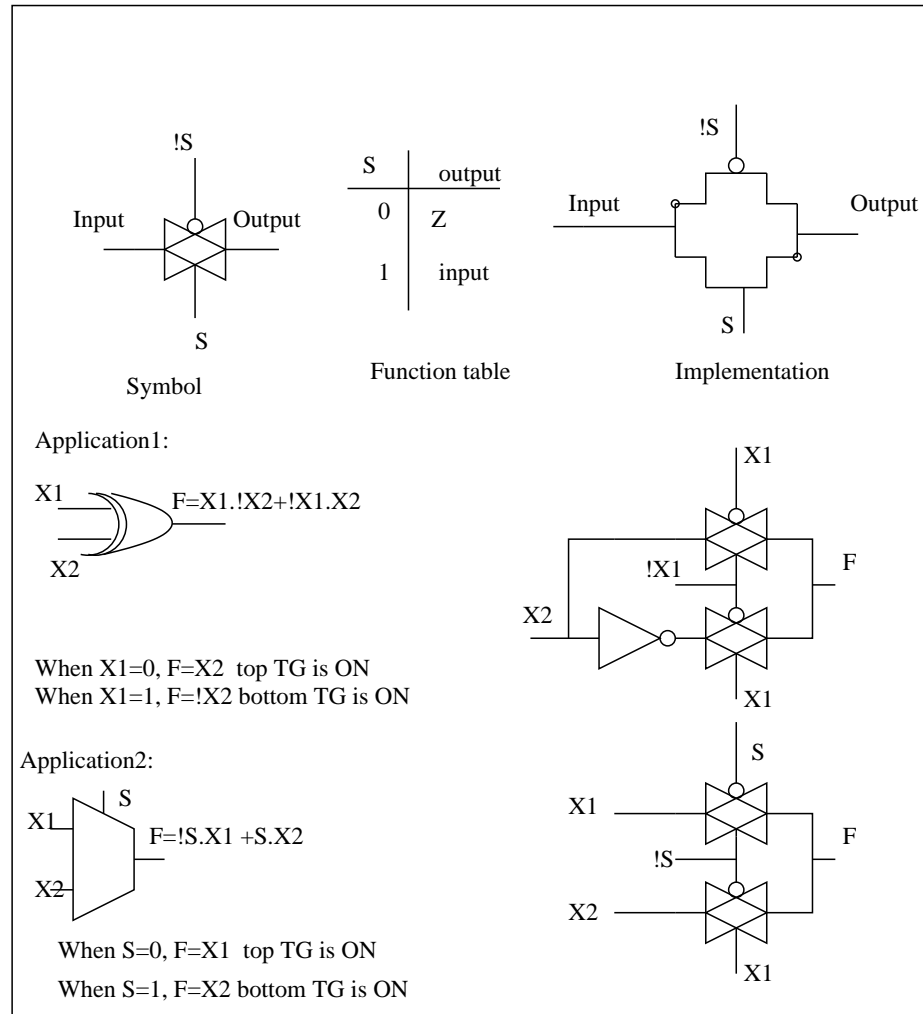 !S
Input
Output
S
Symbol
S
output
0
Z
1
input
Function table
!S
Input
Output
S
Implementation
Application1:
X1
X2
F=X1.!X2+!X1.X2
When X1=0, F=X2 top TG is ON
When X1=1, F=!X2 bottom TG is ON
X1
!X1
F
X2
X1
Application2:
S
X1
X2
F=!S.X1 +S.X2
When S=0, F=X1 top TG is ON
When S=1, F=X2 bottom TG is ON
S
X1
!S
F
X2
X1